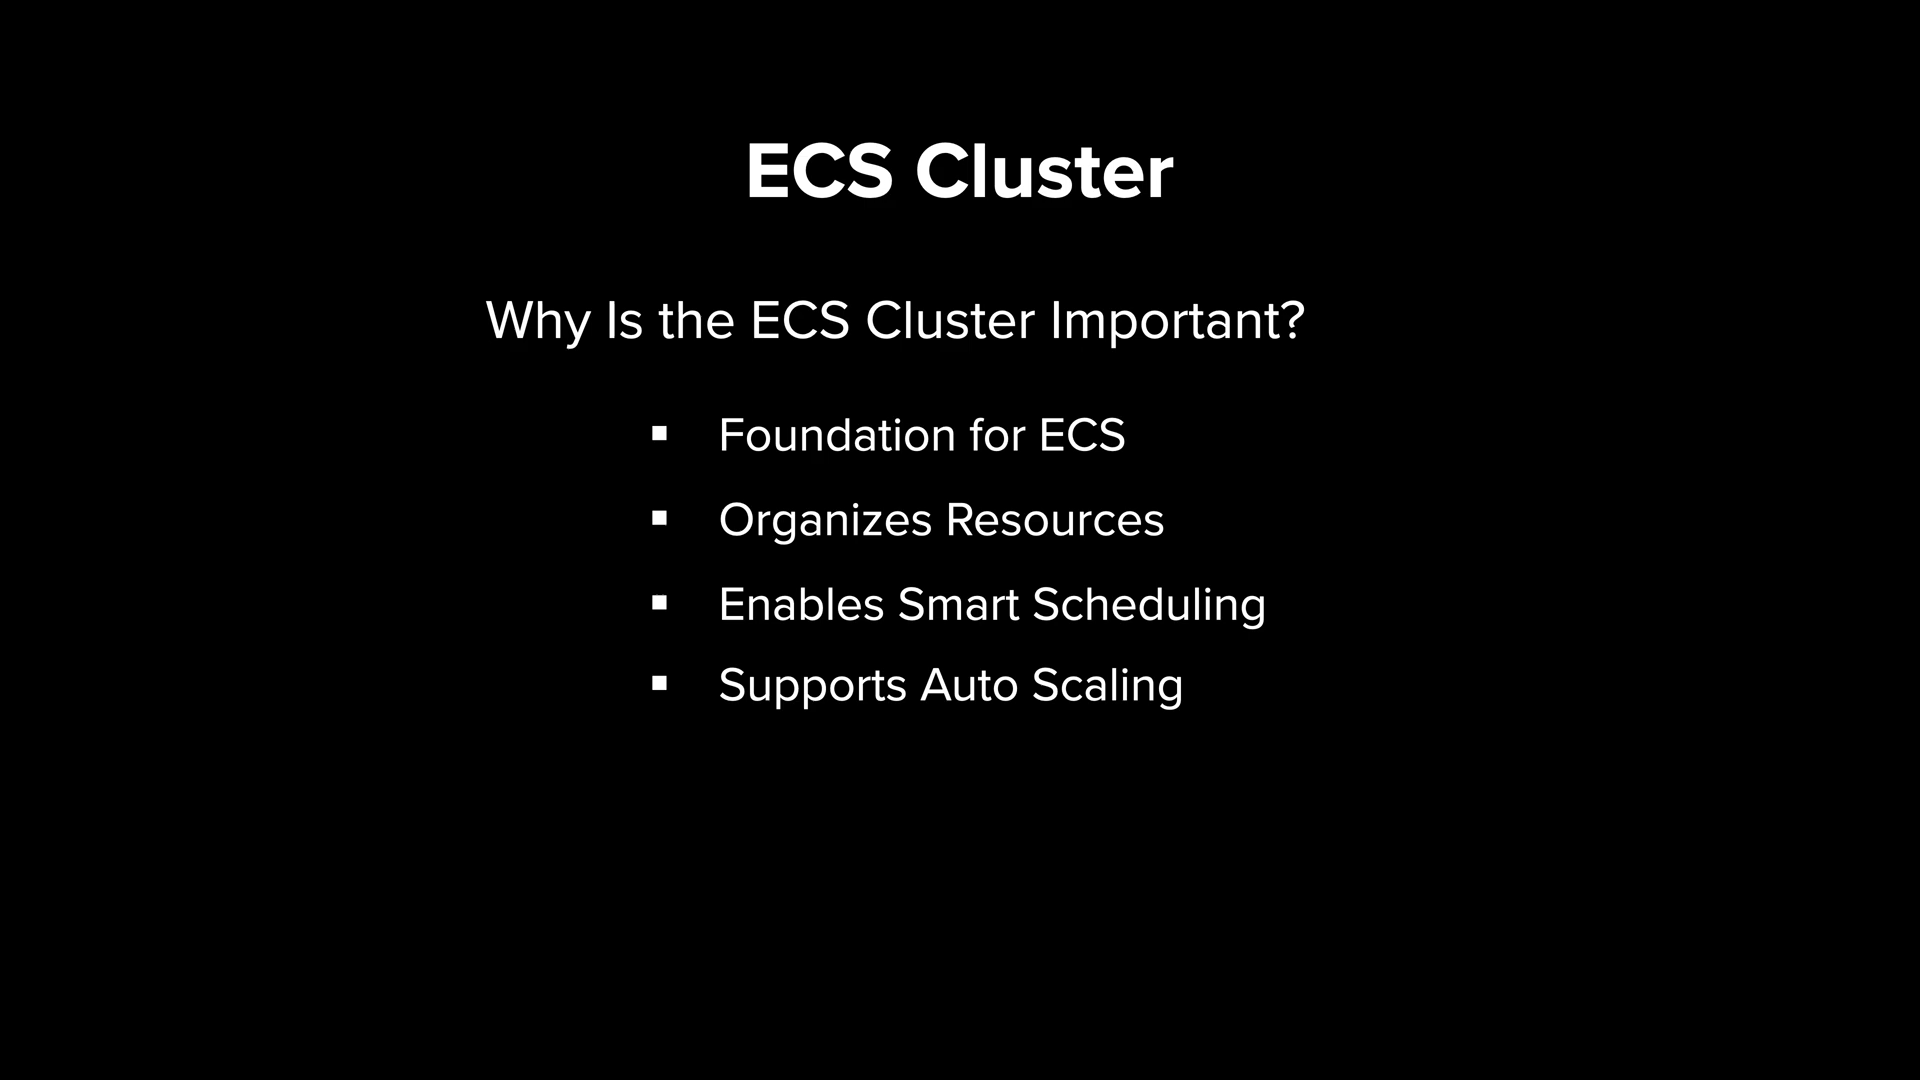 ECS Cluster
Why Is the ECS Cluster Important?
▪ Foundation for ECS
▪ Organizes Resources
▪ Enables Smart Scheduling
▪ Supports Auto Scaling